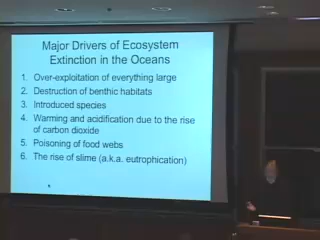 Major Drivers of Ecosystem
Extinction in the Oceans
1. Over-exploitation of everything large
2. Destruction of benthic habitats
3. Introduced species
4. Warming and acidification due to the rise
of carbon dioxide
5. Poisoning of food webs
6. The rise of slime (a.k.a. eutrophication)